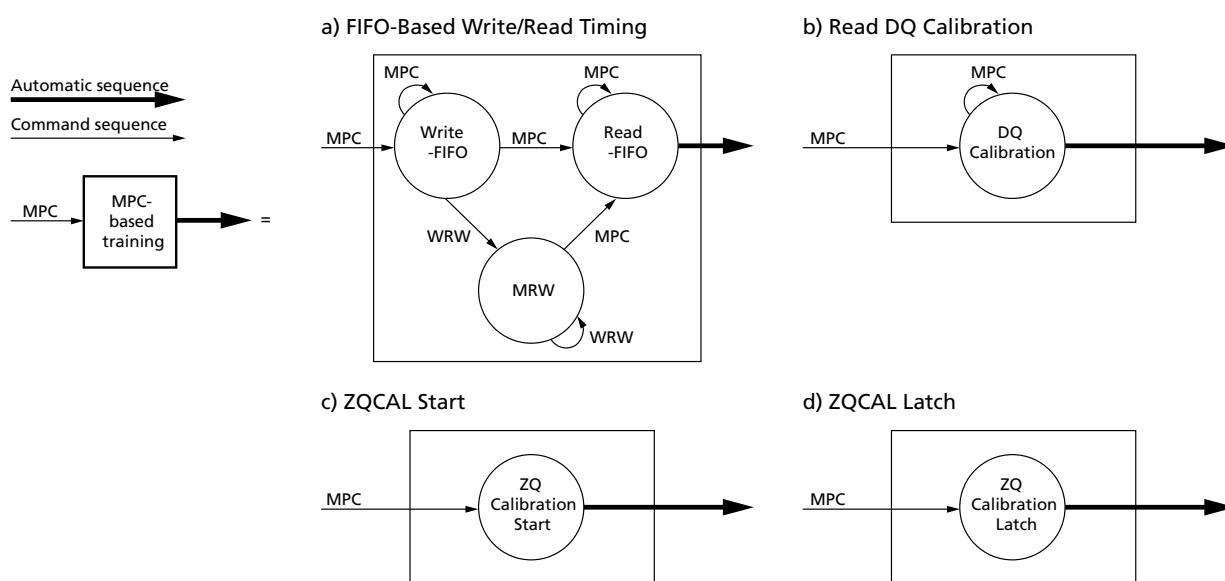 Automatic sequence
Command sequence
MPC
MPC-
based
training
=
a) FIFO-Based Write/Read Timing
MPC
MPC
MPC
Write
-FIFO
MPC
Read
-FIFO
WRW
MPC
MRW
WRW
b) Read DQ Calibration
MPC
MPC
DQ
Calibration
c) ZQCAL Start
MPC
ZQ
Calibration
Start
d) ZQCAL Latch
MPC
ZQ
Calibration
Latch